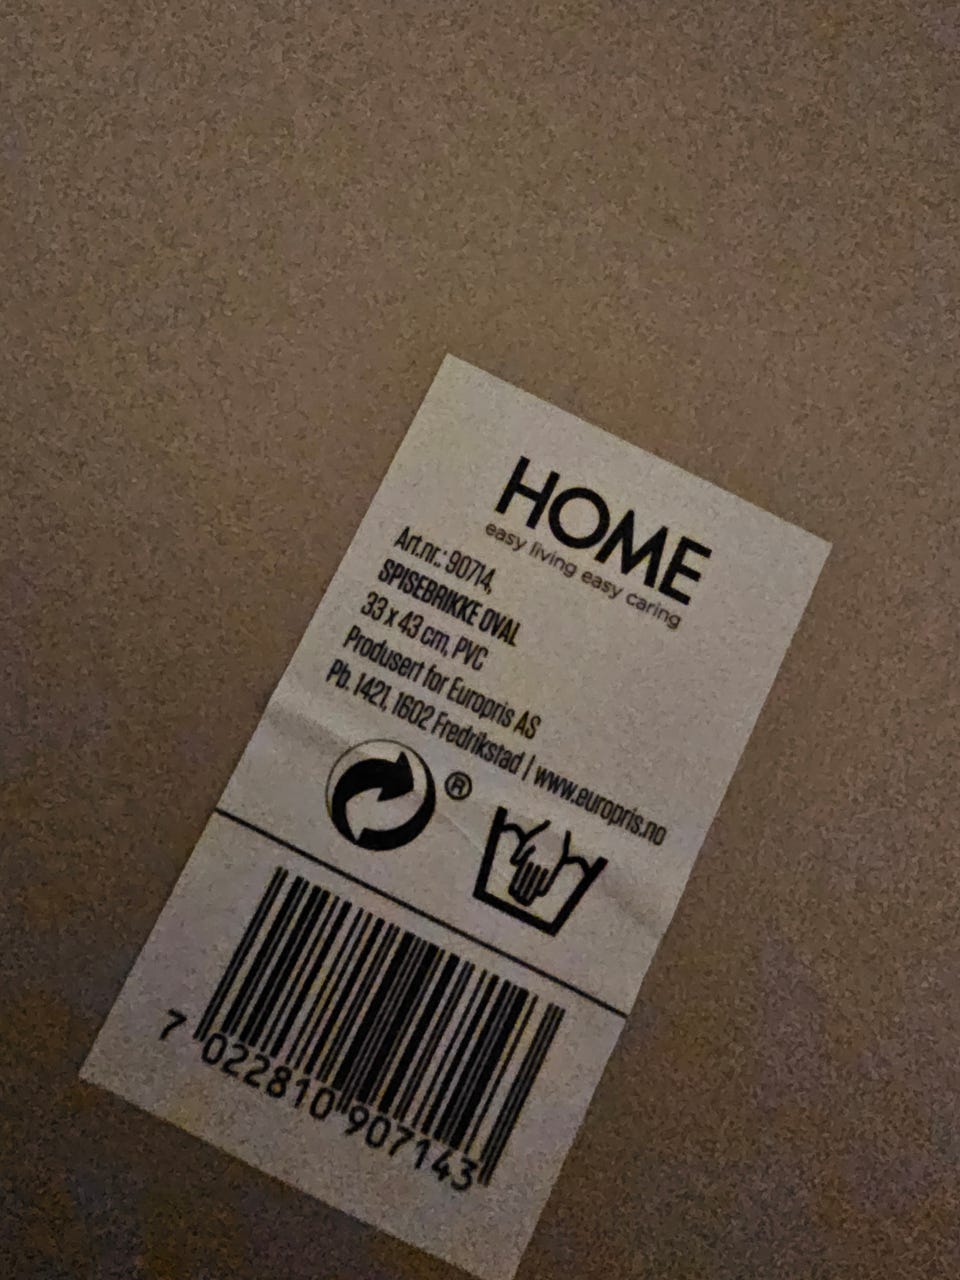 HOME
easy living easy caring
Art.nr.: 90714,
SPISEBRIKKE OVAL
33 x 43 cm, PVC
Produsert for Europris AS
Pb. 1421, 1602 Fredrikstad | www.europris.no
®
7 022810 907143